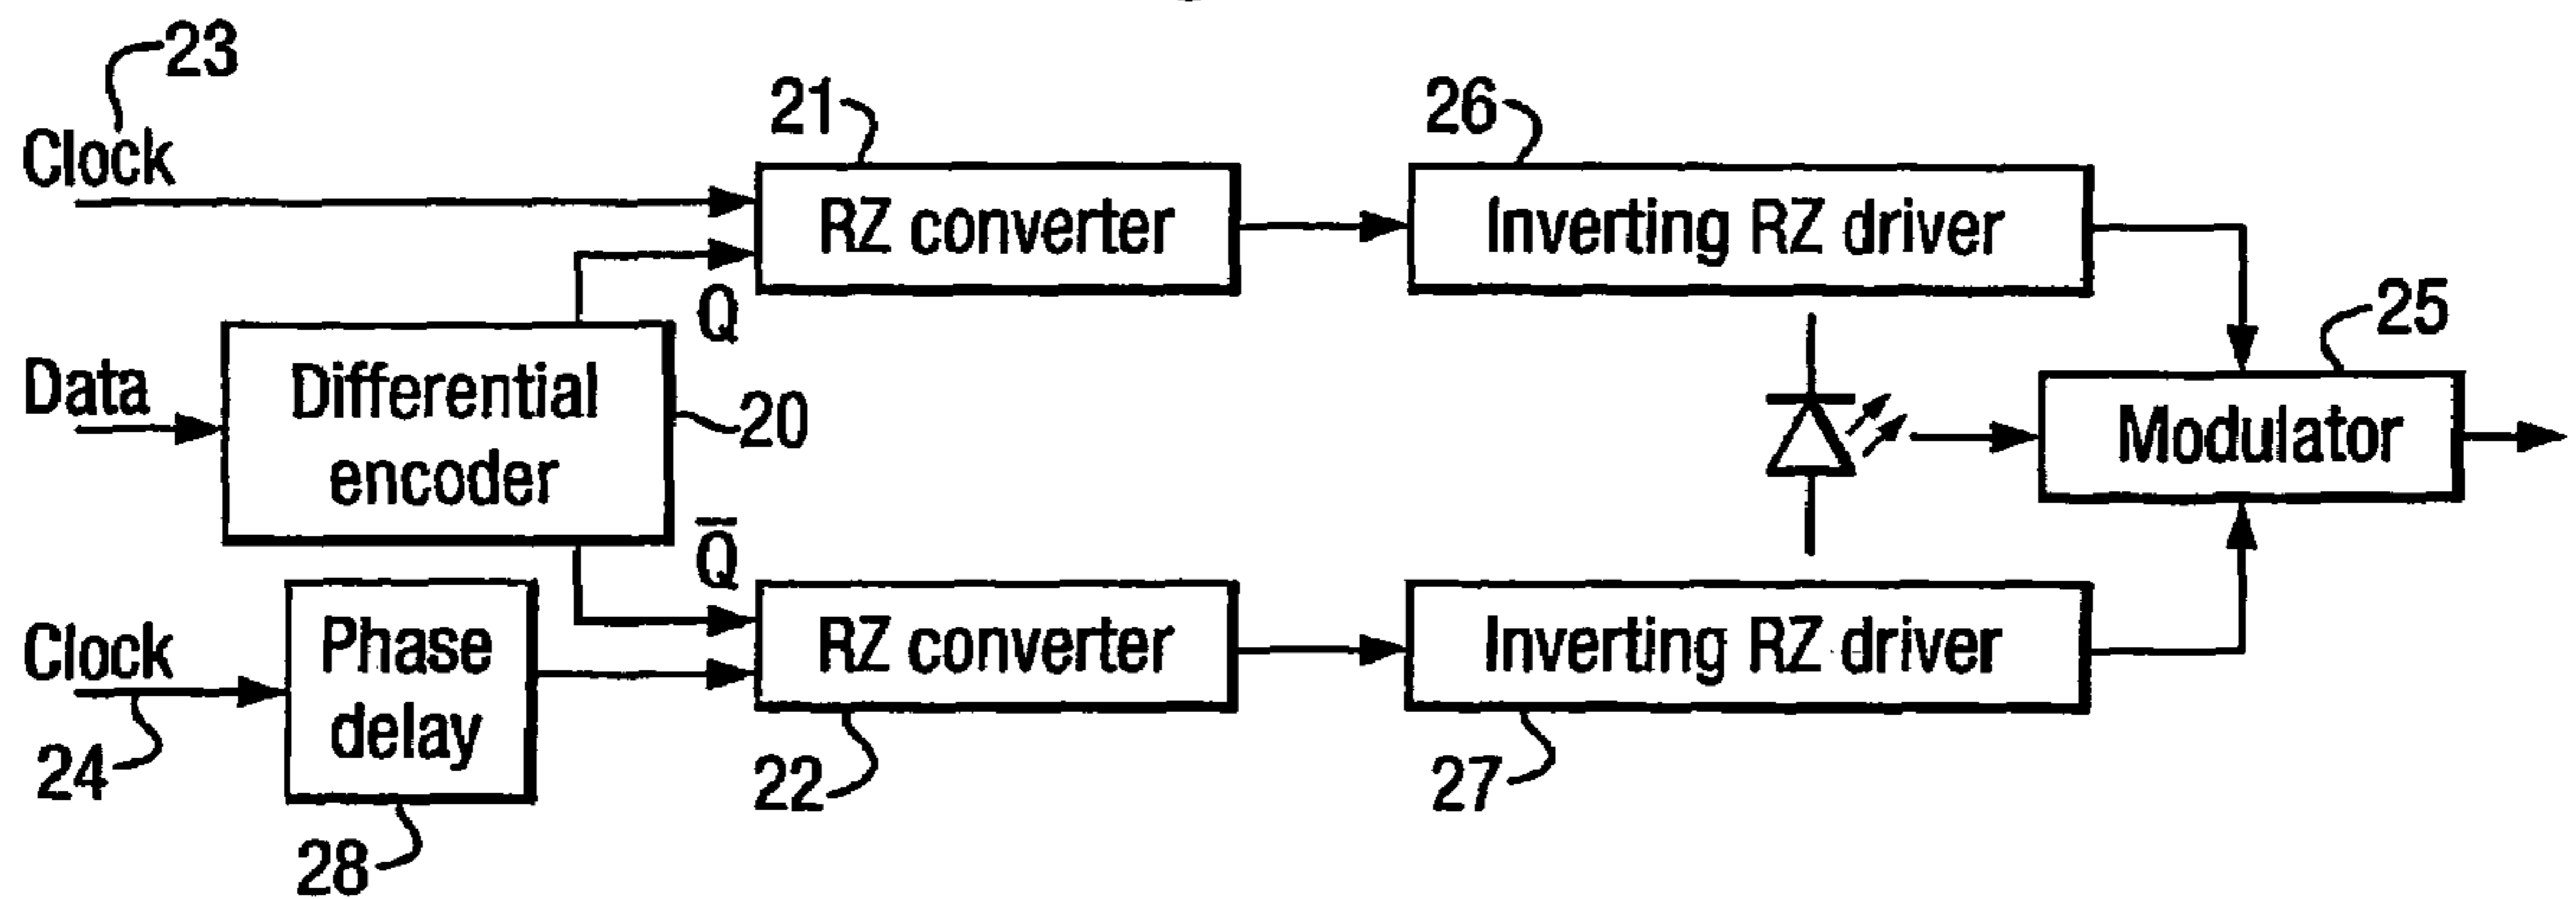 23
Clock
21
26
RZ converter
Inverting RZ driver
Q
25
Data
Differential
encoder
20
Modulator
Q̅
Clock
Phase
delay
RZ converter
Inverting RZ driver
24
22
27
28